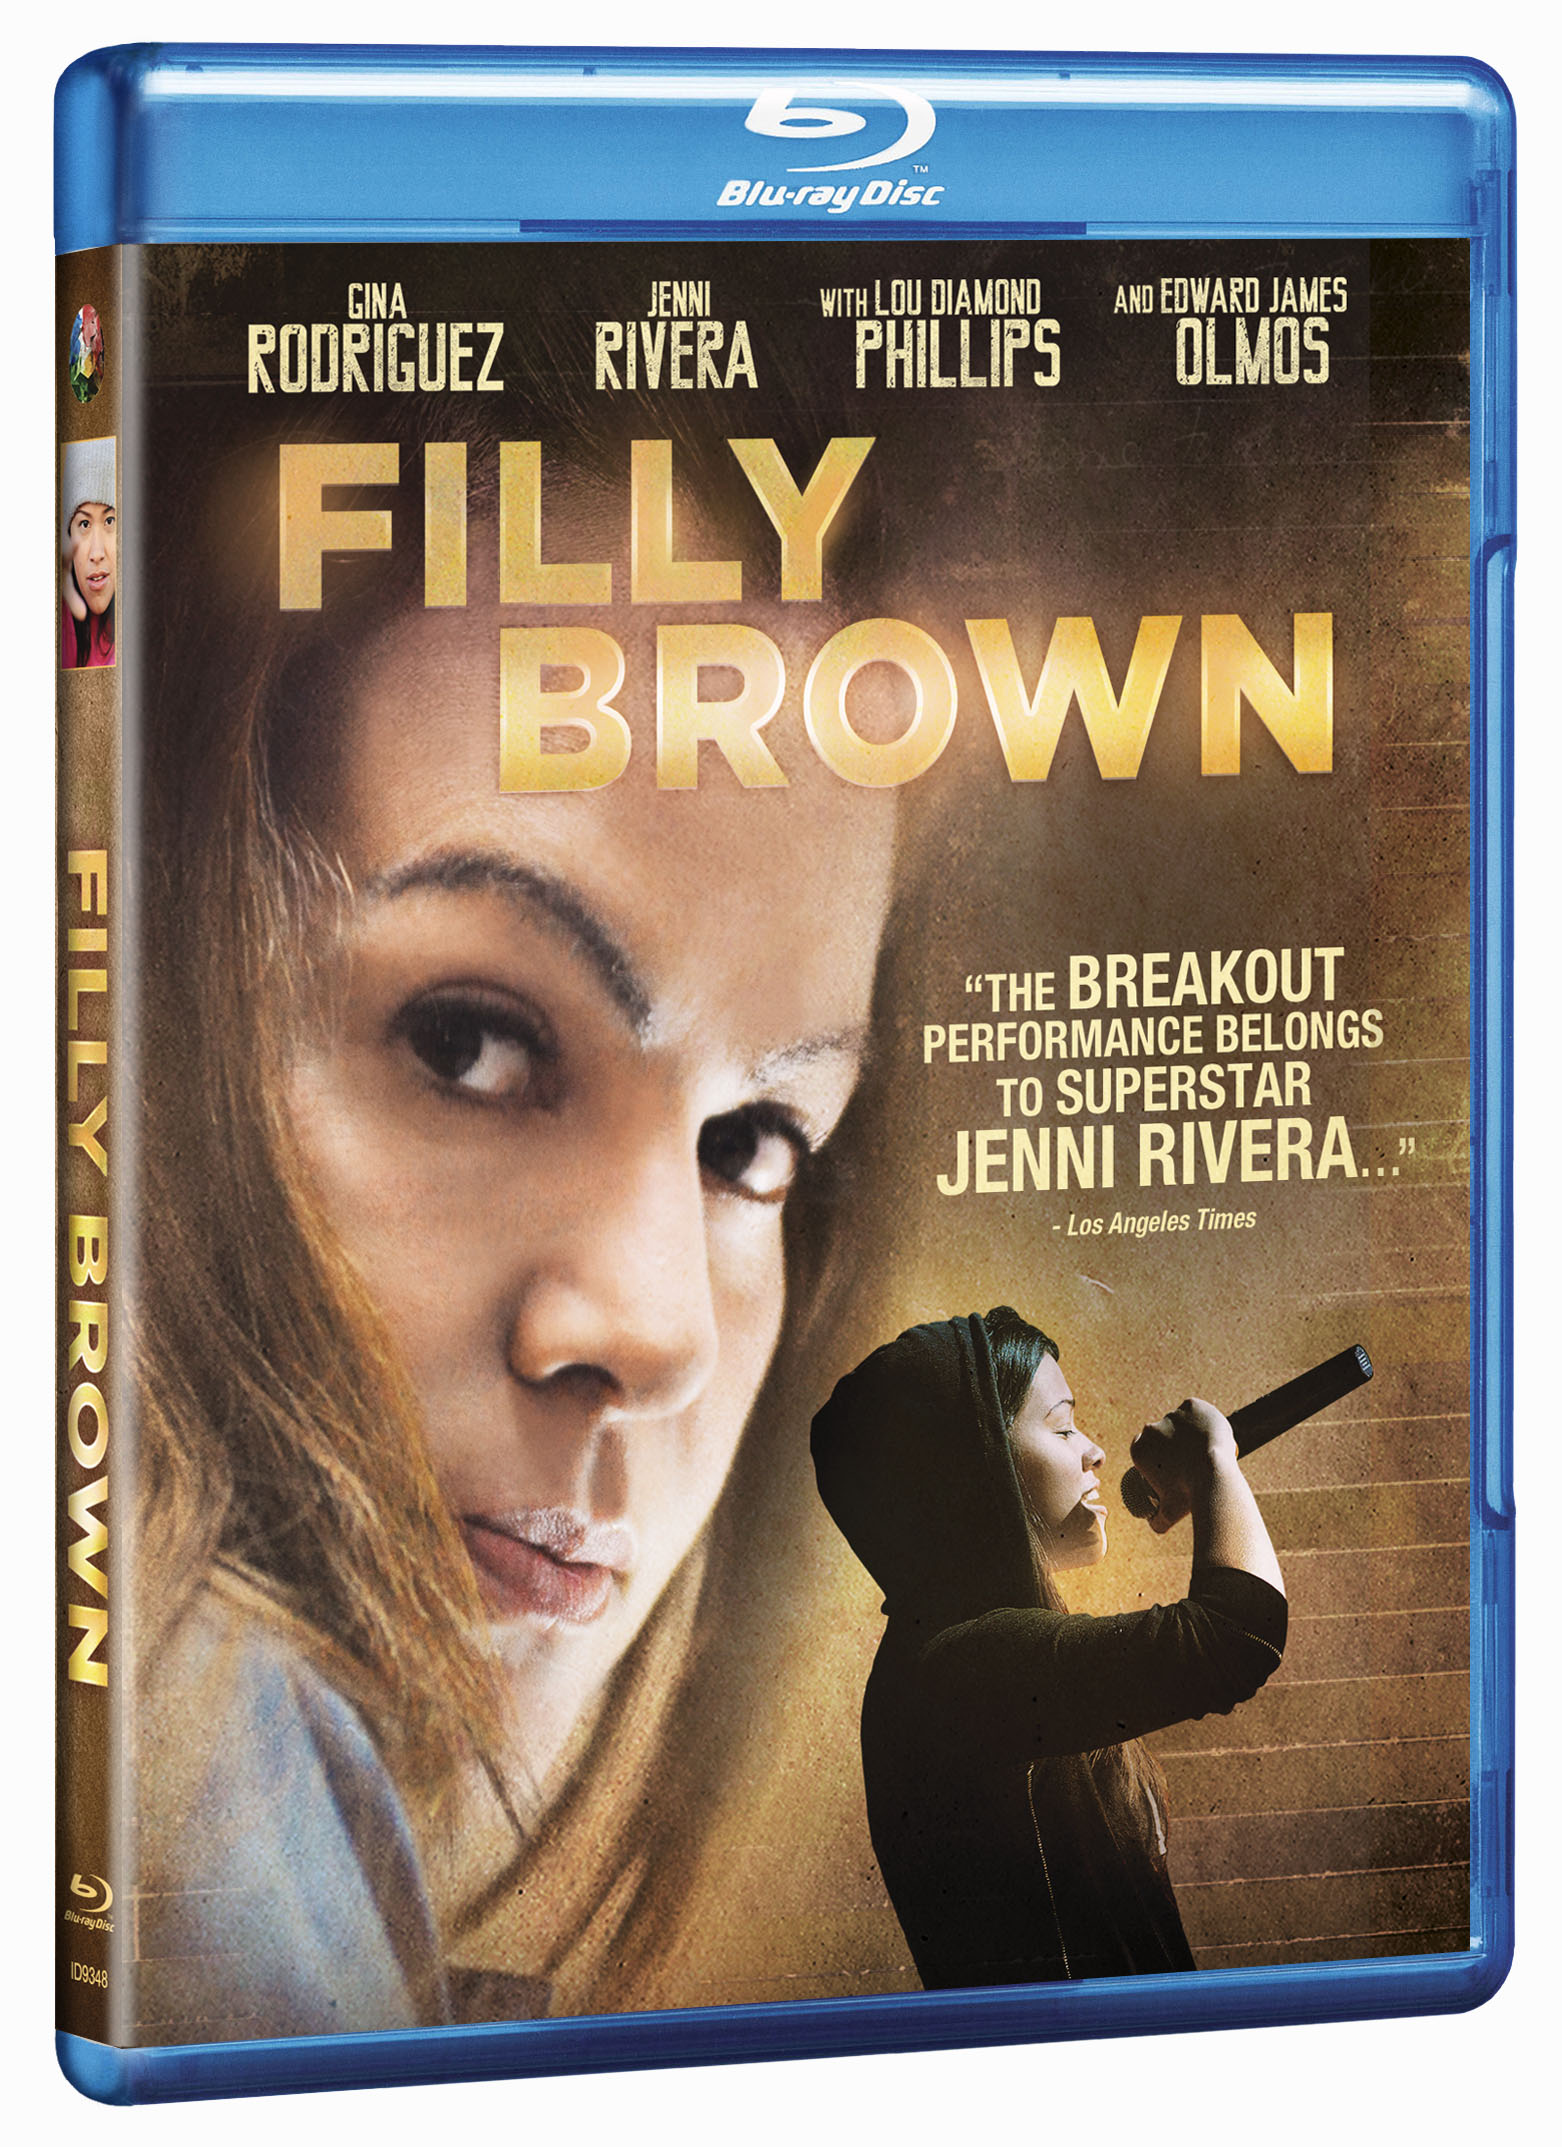 Blu-ray Disc™
GINA
RODRIGUEZ
JENNI
RIVERA
WITH LOU DIAMOND
PHILLIPS
AND EDWARD JAMES
OLMOS
FILLY
BROWN
“THE BREAKOUT
PERFORMANCE BELONGS
TO SUPERSTAR
JENNI RIVERA...”
- Los Angeles Times
FILLY BROWN
Blu-ray Disc
ID9348